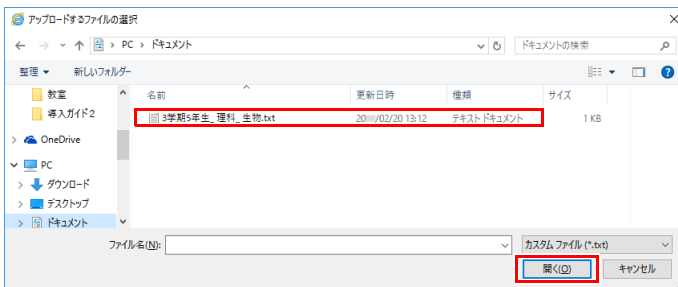 アップロードするファイルの選択
PC › ドキュメント
ドキュメントの検索
整理
新しいフォルダー
教室
導入ガイド2
OneDrive
PC
ダウンロード
デスクトップ
ドキュメント
名前 更新日時 種類 サイズ
3学期5年生_理科_生物.txt 20 /02/20 13:12 テキスト ドキュメント 1 KB
ファイル名(N):
カスタム ファイル (*.txt)
開く(O) キャンセル